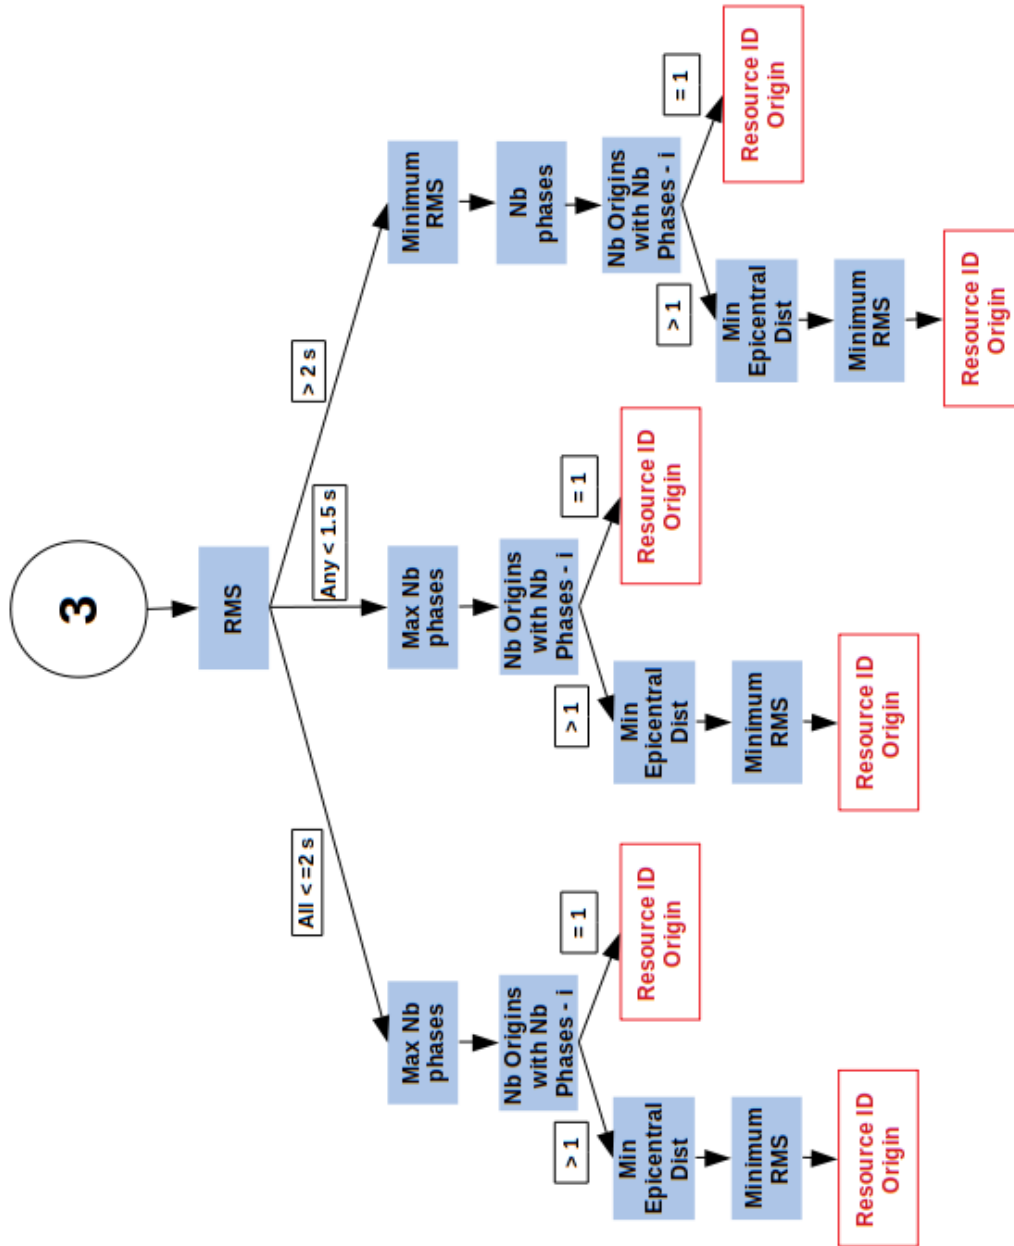 3
RMS
All < =2 s
Any < 1.5 s
> 2 s
Max Nb
phases
Nb Origins
with Nb
Phases - i
> 1
= 1
Min
Epicentral
Dist
Minimum
RMS
Resource ID
Origin
Resource ID
Origin
Max Nb
phases
Nb Origins
with Nb
Phases - i
> 1
= 1
Min
Epicentral
Dist
Minimum
RMS
Resource ID
Origin
Resource ID
Origin
Minimum
RMS
Nb
phases
Nb Origins
with Nb
Phases - i
> 1
= 1
Min
Epicentral
Dist
Minimum
RMS
Resource ID
Origin
Resource ID
Origin